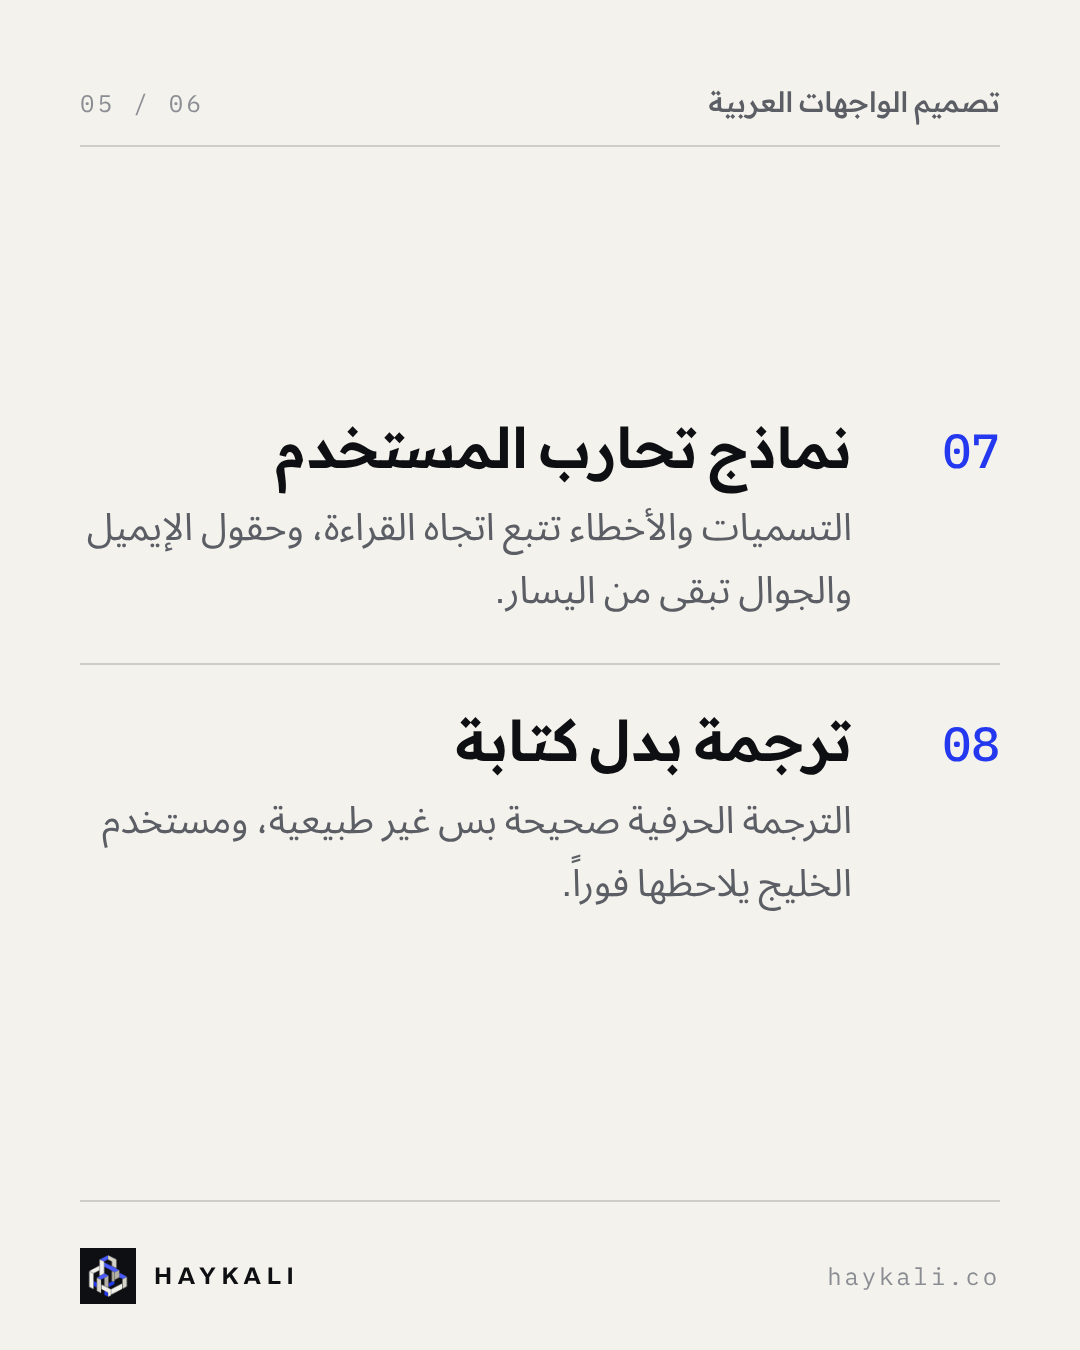 تصميم الواجهات العربية
05 / 06
07
نماذج تحارب المستخدم
التسميات والأخطاء تتبع اتجاه القراءة، وحقول الإيميل
والجوال تبقى من اليسار.
08
ترجمة بدل كتابة
الترجمة الحرفية صحيحة بس غير طبيعية، ومستخدم
الخليج يلاحظها فوراً.
HAYKALI
haykali.co